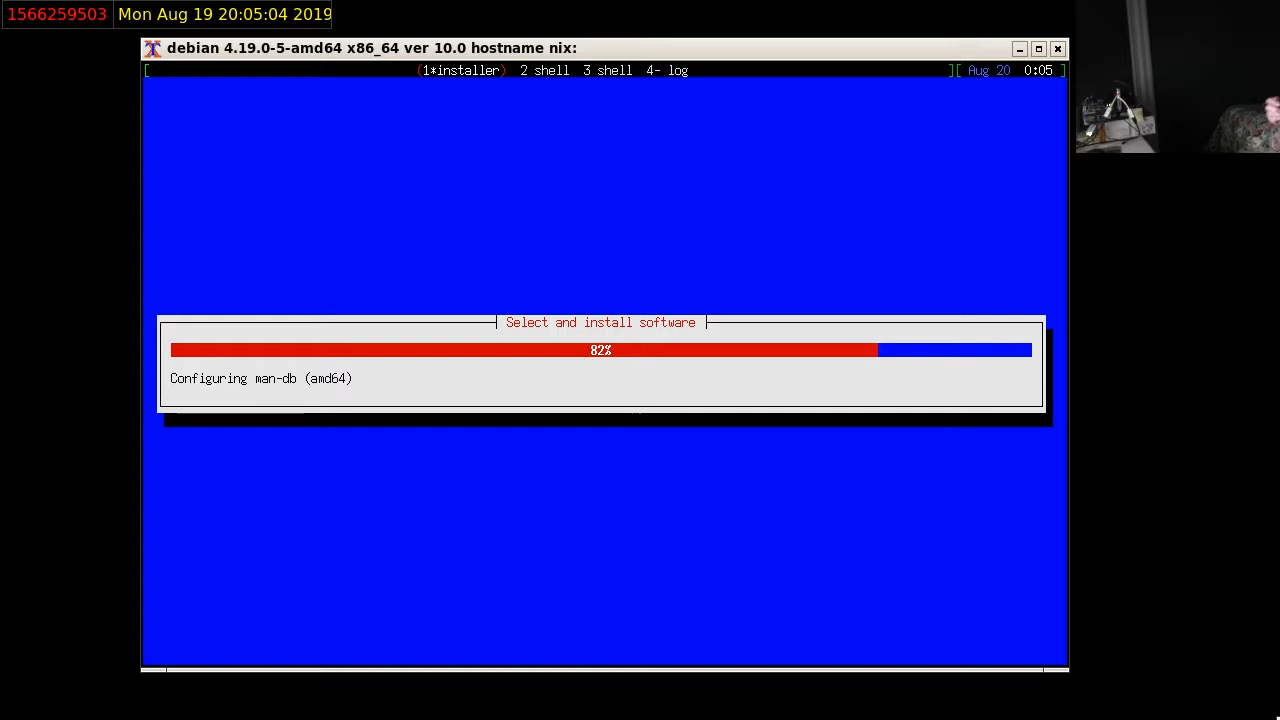 1566259503 Mon Aug 19 20:05:04 2019
debian 4.19.0-5-amd64 x86_64 ver 10.0 hostname nix:
[ (1*installer) 2 shell 3 shell 4- log ][ Aug 20 0:05 ]
Select and install software
82%
Configuring man-db (amd64)